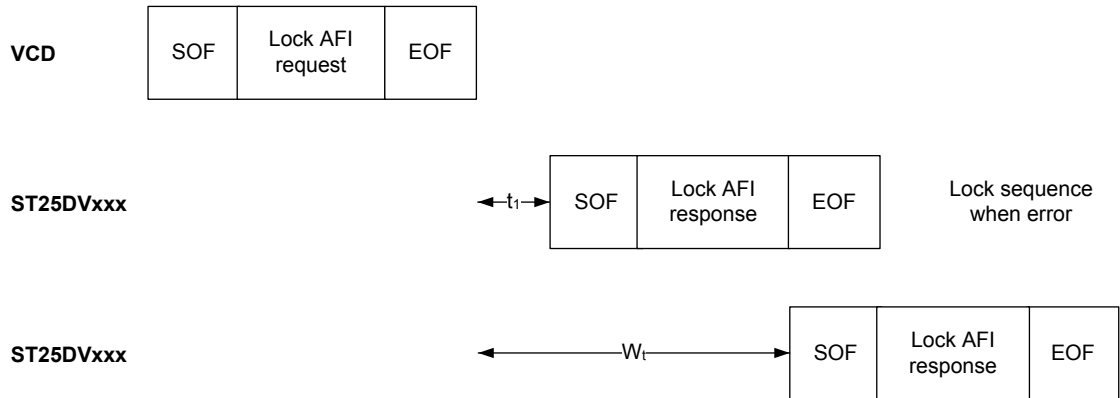 VCD
SOF
Lock AFI
request
EOF
ST25DVxxx
t₁
SOF
Lock AFI
response
EOF
Lock sequence
when error
ST25DVxxx
Wₜ
SOF
Lock AFI
response
EOF